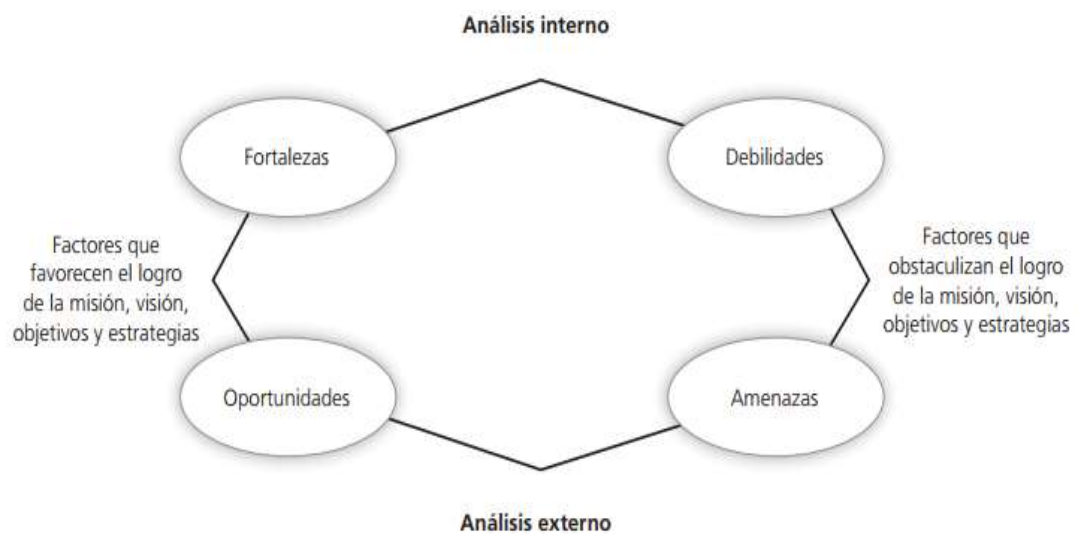 Análisis interno
Fortalezas
Debilidades
Factores que
favorecen el logro
de la misión, visión,
objetivos y estrategias
Factores que
obstaculizan el logro
de la misión, visión,
objetivos y estrategias
Oportunidades
Amenazas
Análisis externo